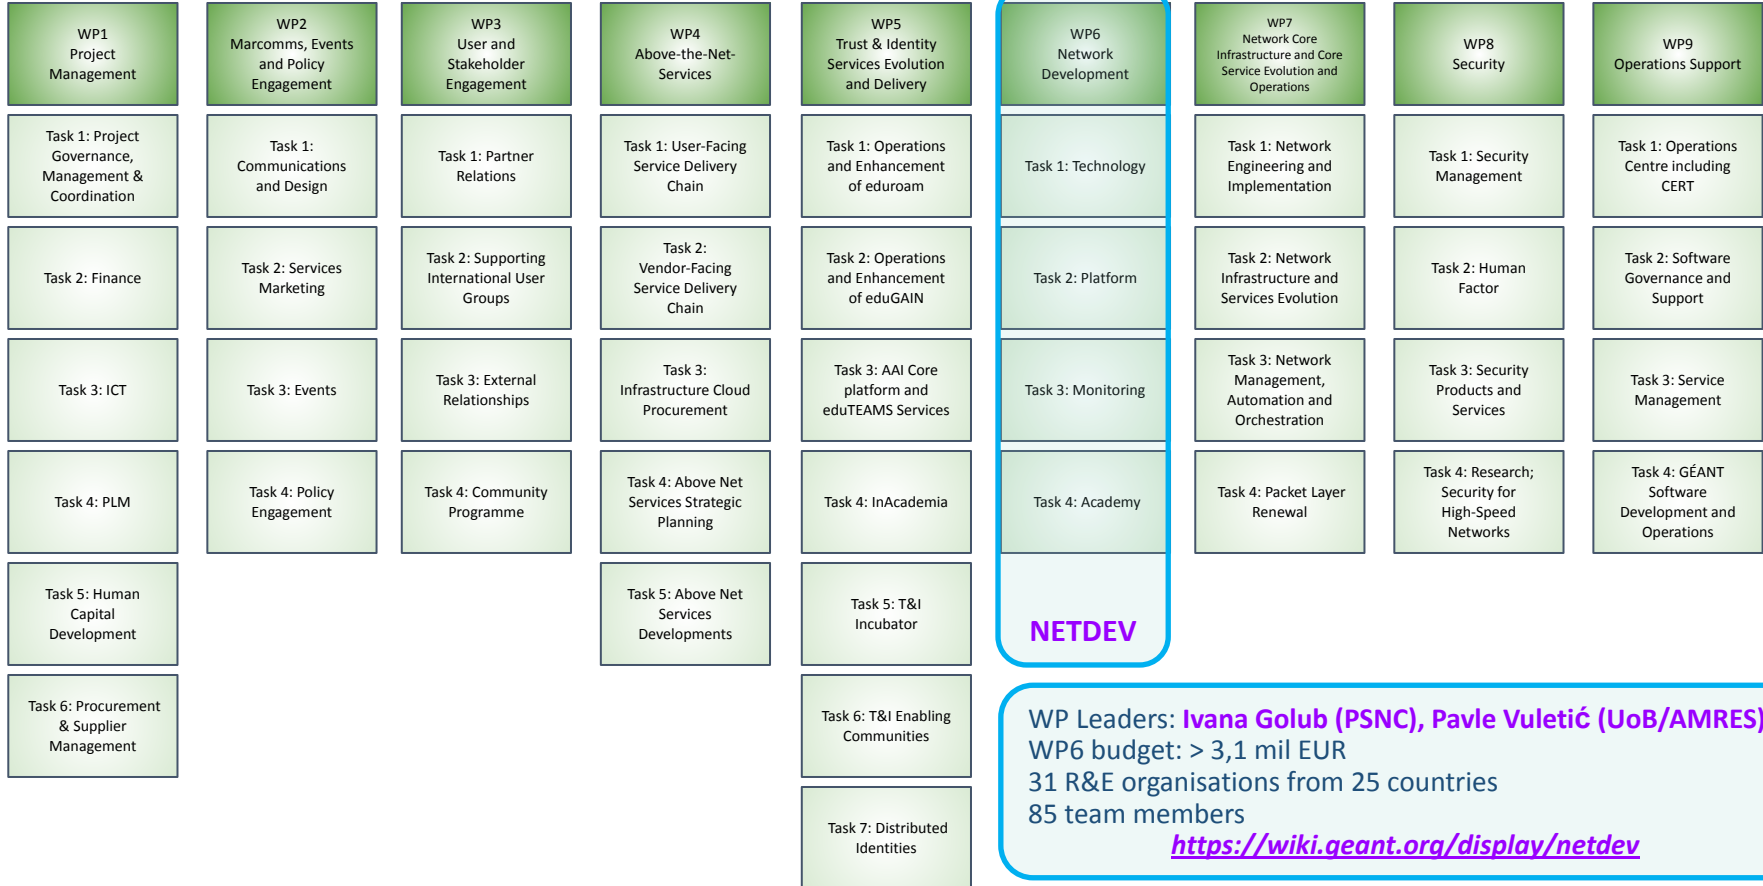 WP1
Project
Management
WP2
Marcomms, Events
and Policy
Engagement
WP3
User and
Stakeholder
Engagement
WP4
Above-the-Net-
Services
WP5
Trust & Identity
Services Evolution
and Delivery
WP6
Network
Development
WP7
Network Core
Infrastructure and Core
Service Evolution and
Operations
WP8
Security
WP9
Operations Support
Task 1: Project
Governance,
Management &
Coordination
Task 1:
Communications
and Design
Task 1: Partner
Relations
Task 1: User-Facing
Service Delivery
Chain
Task 1: Operations
and Enhancement
of eduroam
Task 1: Technology
Task 1: Network
Engineering and
Implementation
Task 1: Security
Management
Task 1: Operations
Centre including
CERT
Task 2: Finance
Task 2: Services
Marketing
Task 2: Supporting
International User
Groups
Task 2:
Vendor-Facing
Service Delivery
Chain
Task 2: Operations
and Enhancement
of eduGAIN
Task 2: Platform
Task 2: Network
Infrastructure and
Services Evolution
Task 2: Human
Factor
Task 2: Software
Governance and
Support
Task 3: ICT
Task 3: Events
Task 3: External
Relationships
Task 3:
Infrastructure Cloud
Procurement
Task 3: AAI Core
platform and
eduTEAMS Services
Task 3: Monitoring
Task 3: Network
Management,
Automation and
Orchestration
Task 3: Security
Products and
Services
Task 3: Service
Management
Task 4: PLM
Task 4: Policy
Engagement
Task 4: Community
Programme
Task 4: Above Net
Services Strategic
Planning
Task 4: InAcademia
Task 4: Academy
Task 4: Packet Layer
Renewal
Task 4: Research;
Security for
High-Speed
Networks
Task 4: GÉANT
Software
Development and
Operations
Task 5: Human
Capital
Development
Task 5: Above Net
Services
Developments
Task 5: T&I
Incubator
NETDEV
Task 6: Procurement
& Supplier
Management
Task 6: T&I Enabling
Communities
Task 7: Distributed
Identities
WP Leaders: Ivana Golub (PSNC), Pavle Vuletić (UoB/AMRES)
WP6 budget: > 3,1 mil EUR
31 R&E organisations from 25 countries
85 team members
https://wiki.geant.org/display/netdev